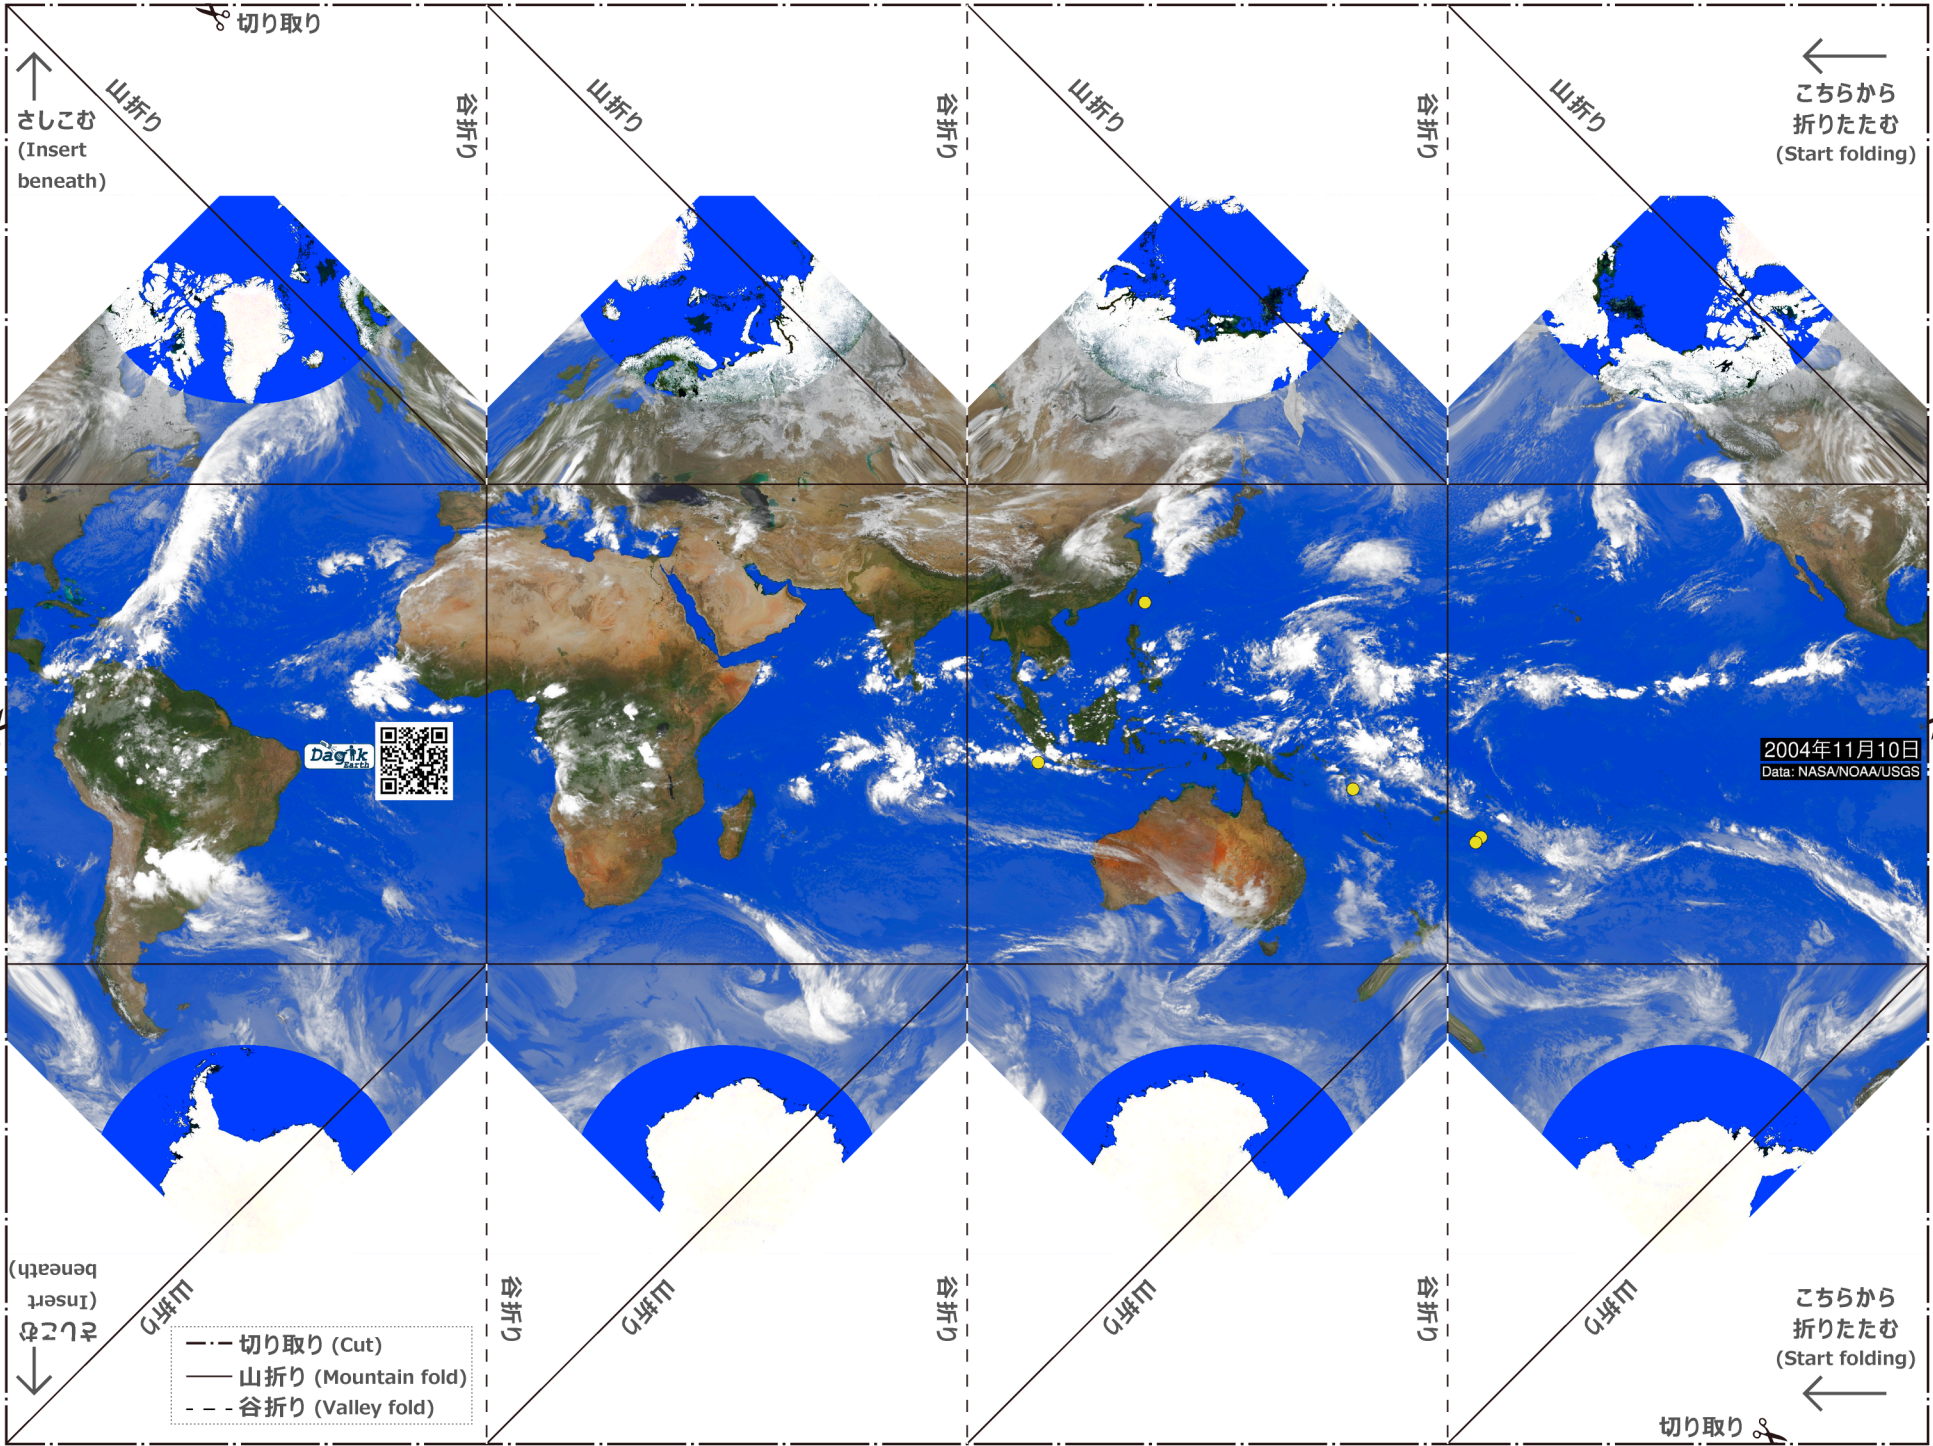 切り取り
山折り
谷折り
山折り
谷折り
山折り
谷折り
山折り
さしこむ
(Insert
beneath)
こちらから
折りたたむ
(Start folding)
Dagik
Earth
2004年11月10日
Data: NASA/NOAA/USGS
さしこむ
(Insert
beneath)
山折り
谷折り
山折り
谷折り
山折り
谷折り
山折り
切り取り (Cut)
山折り (Mountain fold)
谷折り (Valley fold)
こちらから
折りたたむ
(Start folding)
切り取り